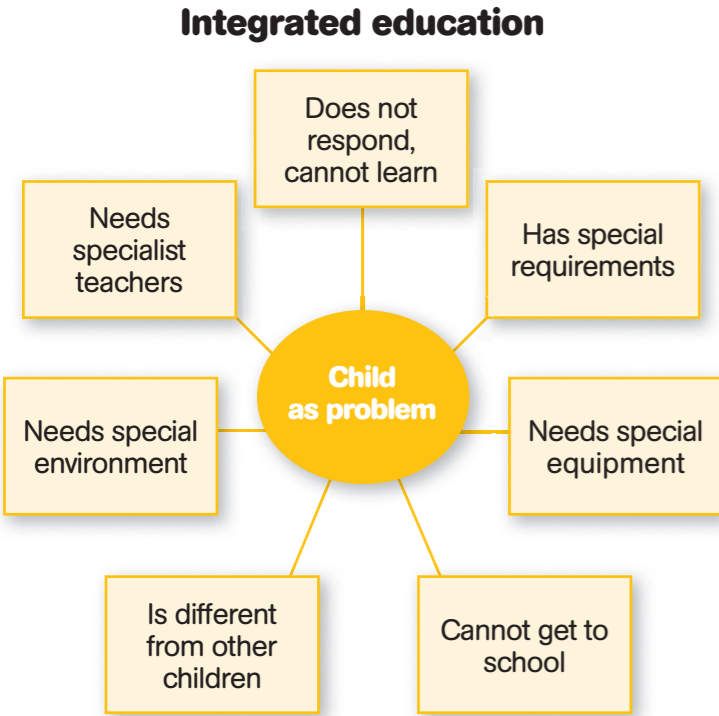 Integrated education
Does not
respond,
cannot learn
Needs
specialist
teachers
Has special
requirements
Child
as problem
Needs special
environment
Needs special
equipment
Is different
from other
children
Cannot get to
school